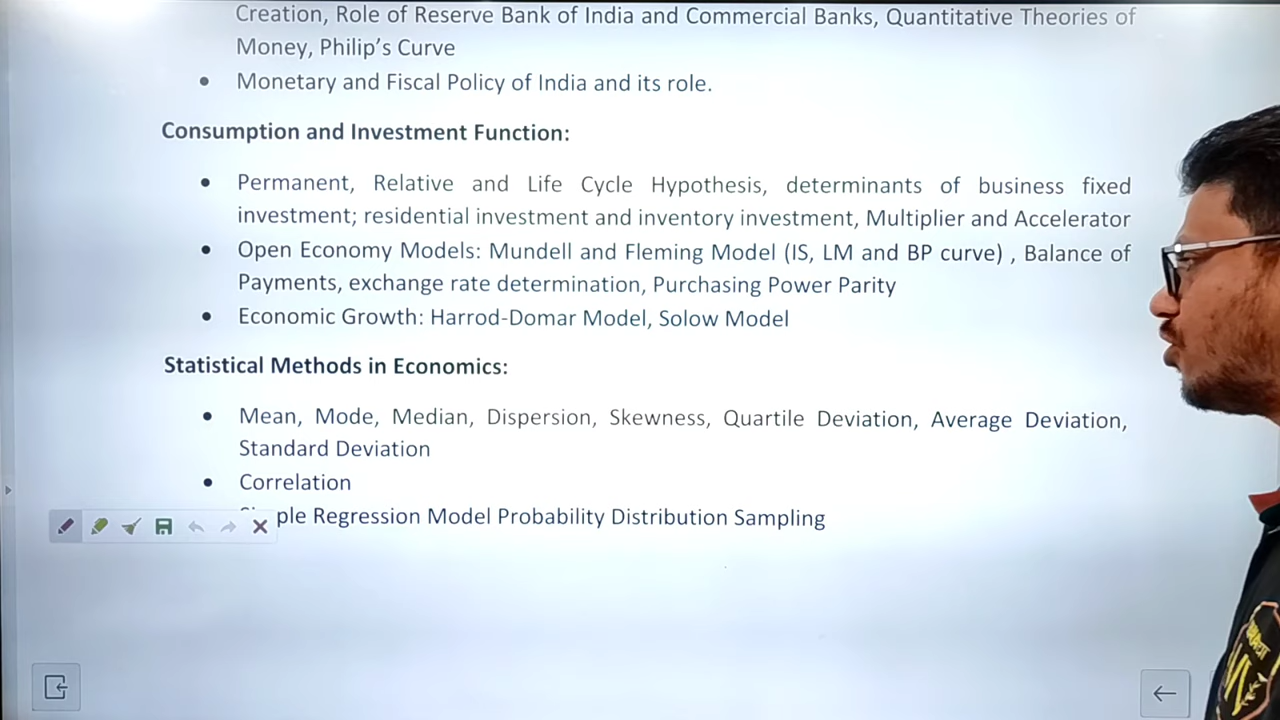 Creation, Role of Reserve Bank of India and Commercial Banks, Quantitative Theories of
Money, Philip's Curve
• Monetary and Fiscal Policy of India and its role.
Consumption and Investment Function:
• Permanent, Relative and Life Cycle Hypothesis, determinants of business fixed
investment; residential investment and inventory investment, Multiplier and Accelerator
• Open Economy Models: Mundell and Fleming Model (IS, LM and BP curve) , Balance of
Payments, exchange rate determination, Purchasing Power Parity
• Economic Growth: Harrod-Domar Model, Solow Model
Statistical Methods in Economics:
• Mean, Mode, Median, Dispersion, Skewness, Quartile Deviation, Average Deviation,
Standard Deviation
• Correlation
ple Regression Model Probability Distribution Sampling